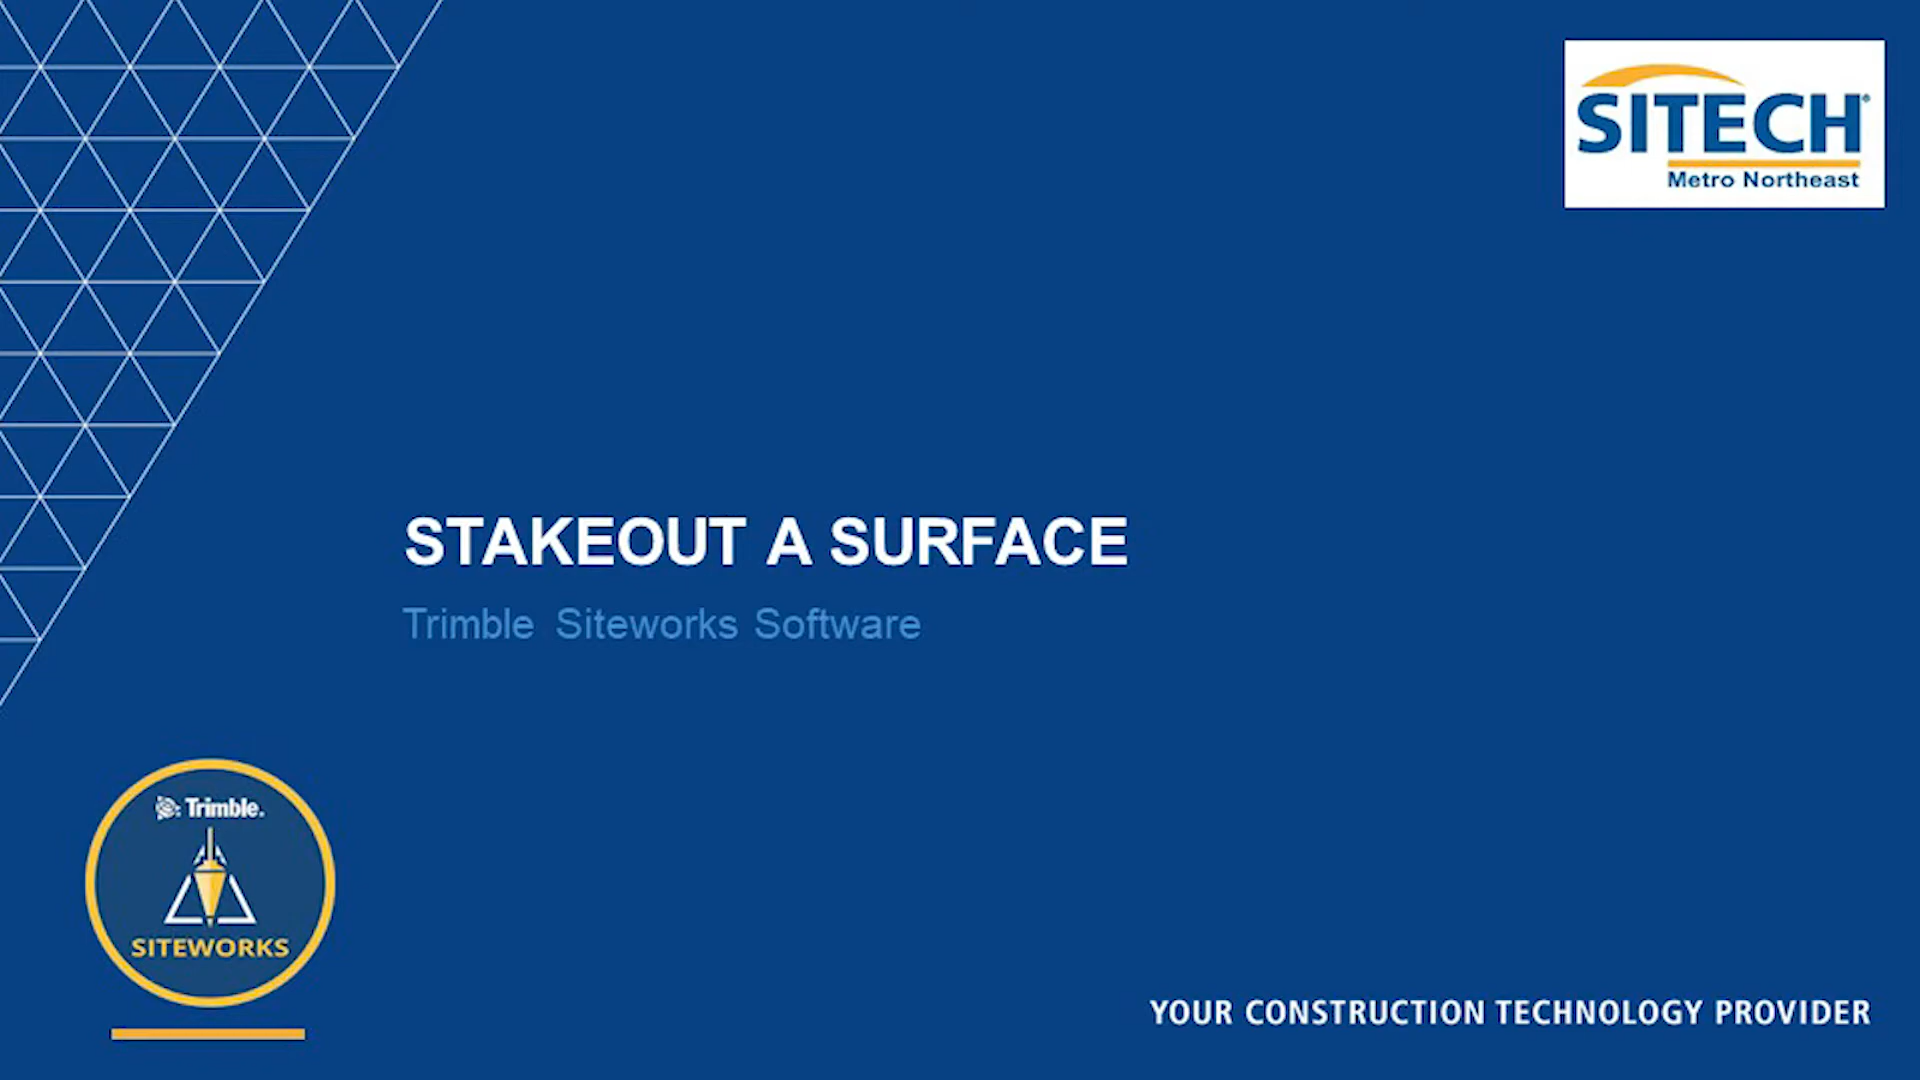 SITECH®
Metro Northeast
STAKEOUT A SURFACE
Trimble Siteworks Software
Trimble.
SITEWORKS
YOUR CONSTRUCTION TECHNOLOGY PROVIDER